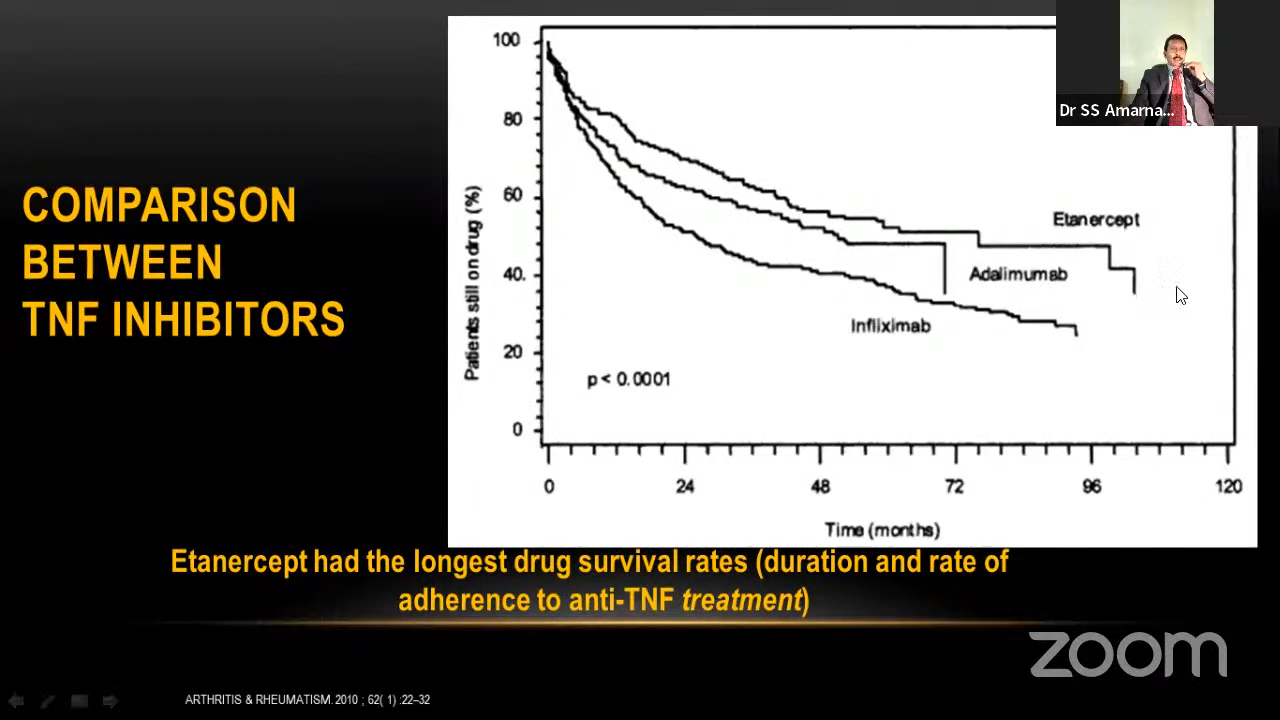 COMPARISON
BETWEEN
TNF INHIBITORS
100
80
60
40.
20
0
Patients still on drug (%)
Etanercept
Adalimumab
Infliximab
p < 0.0001
0 24 48 72 96 120
Time (months)
Dr SS Amarna...
Etanercept had the longest drug survival rates (duration and rate of
adherence to anti-TNF treatment)
zoom
ARTHRITIS & RHEUMATISM. 2010 ; 62( 1) :22–32